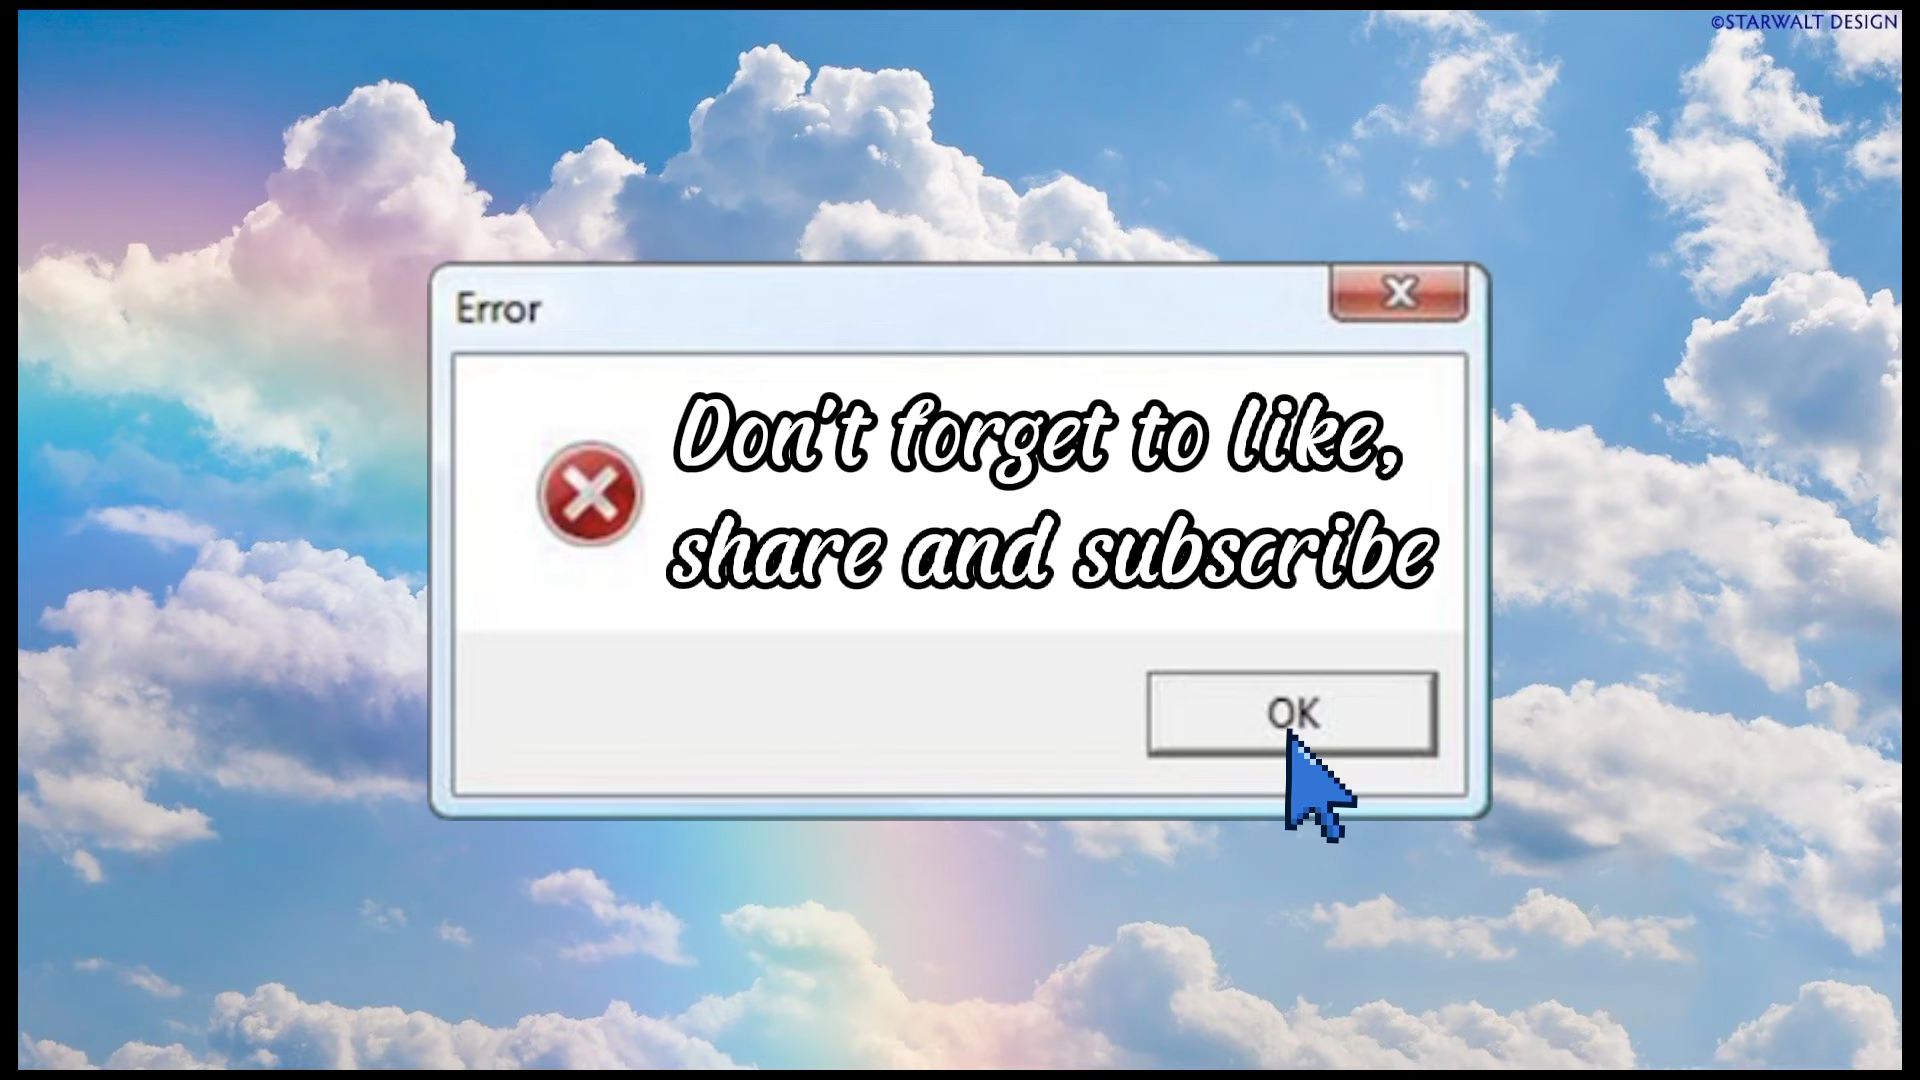 ©STARWALT DESIGN
Error
Don't forget to like,
share and subscribe
OK